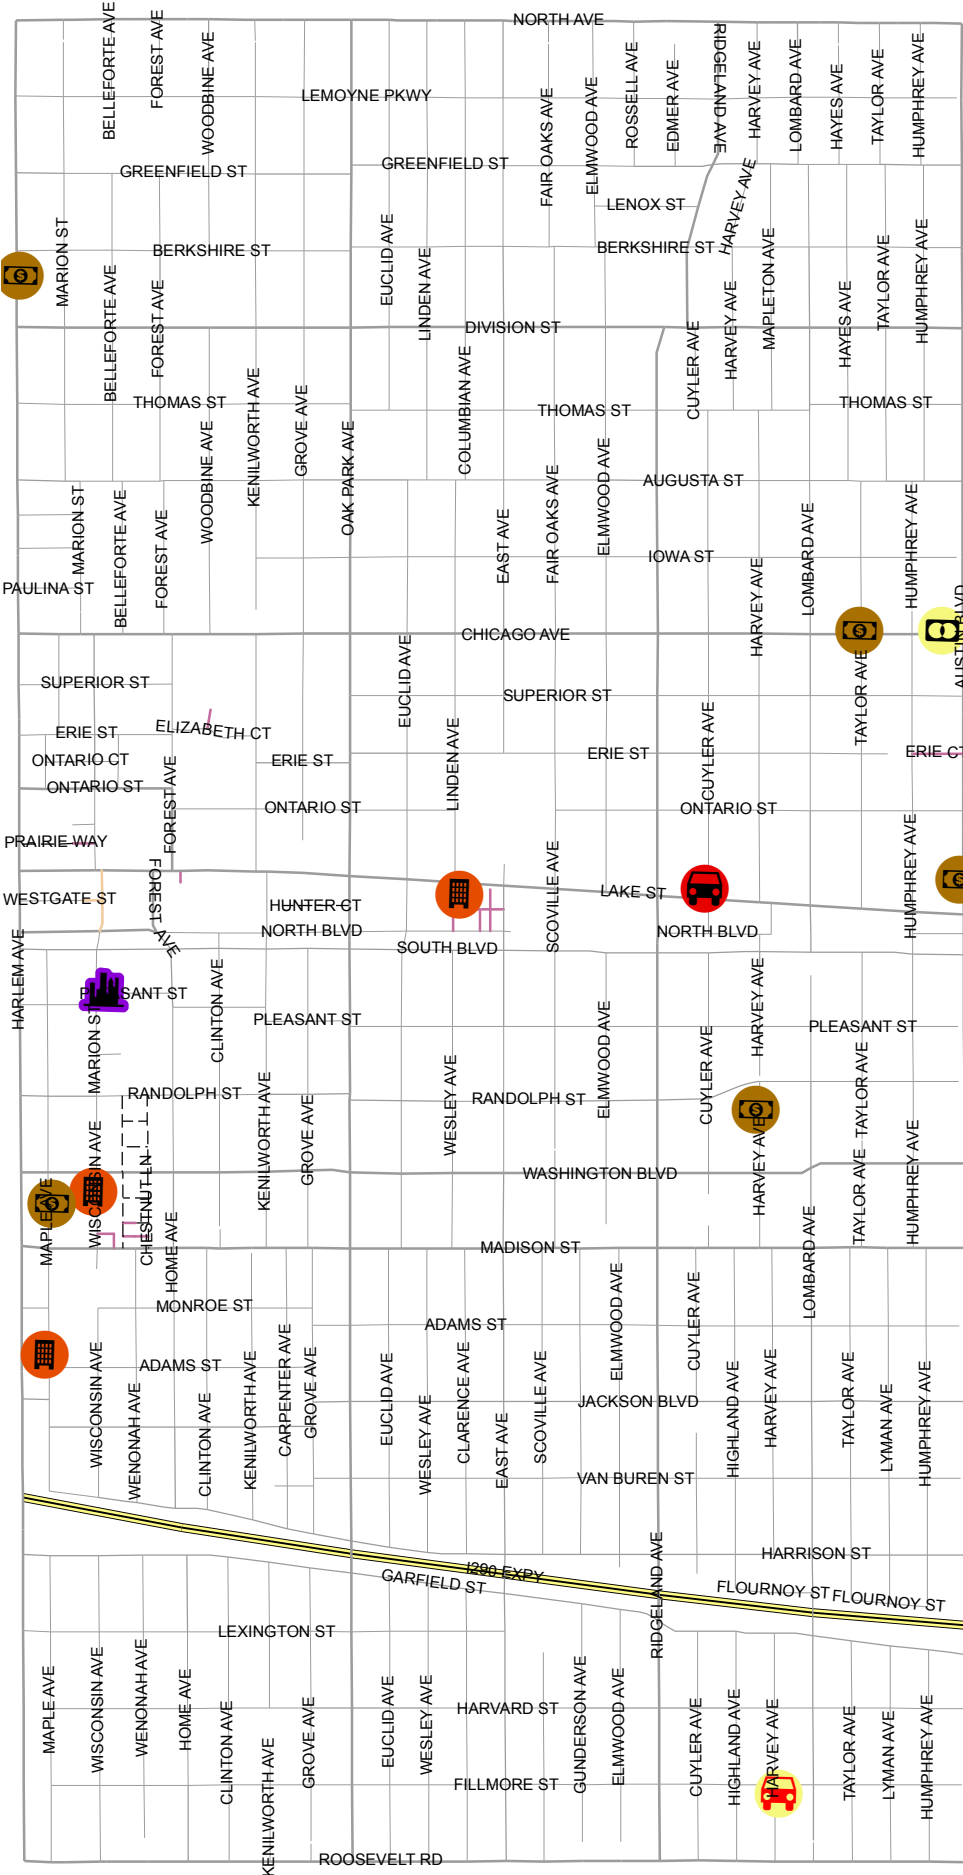 NORTH AVE
BELLEFORTE AVE
FOREST AVE
WOODBINE AVE
RIDGELAND AVE
ROSSELL AVE
EDMER AVE
HARVEY AVE
LOMBARD AVE
HAYES AVE
TAYLOR AVE
HUMPHREY AVE
LEMOYNE PKWY
FAIR OAKS AVE
ELMWOOD AVE
GREENFIELD ST
GREENFIELD ST
HARVEY AVE
LENOX ST
MARION ST
BERKSHIRE ST
EUCLID AVE
LINDEN AVE
BERKSHIRE ST
MAPLETON AVE
TAYLOR AVE
HUMPHREY AVE
BELLEFORTE AVE
FOREST AVE
HARVEY AVE
HAYES AVE
DIVISION ST
CUYLER AVE
COLUMBIAN AVE
THOMAS ST
KENILWORTH AVE
GROVE AVE
THOMAS ST
THOMAS ST
WOODBINE AVE
OAK PARK AVE
ELMWOOD AVE
FAIR OAKS AVE
AUGUSTA ST
MARION ST
BELLEFORTE AVE
FOREST AVE
EAST AVE
LOMBARD AVE
HUMPHREY AVE
IOWA ST
HARVEY AVE
PAULINA ST
AUSTIN BLVD
CHICAGO AVE
EUCLID AVE
TAYLOR AVE
SUPERIOR ST
SUPERIOR ST
CUYLER AVE
LINDEN AVE
ERIE ST
ELIZABETH CT
ONTARIO CT
ERIE ST
ERIE ST
ERIE CT
FOREST AVE
ONTARIO ST
ONTARIO ST
ONTARIO ST
PRAIRIE WAY
SCOVILLE AVE
HUMPHREY AVE
FOREST AVE
LAKE ST
WESTGATE ST
HUNTER CT
NORTH BLVD
NORTH BLVD
HARLEM AVE
SOUTH BLVD
CLINTON AVE
HARVEY AVE
PLEASANT ST
MARION ST
PLEASANT ST
PLEASANT ST
ELMWOOD AVE
CUYLER AVE
TAYLOR AVE
WESLEY AVE
RANDOLPH ST
KENILWORTH AVE
GROVE AVE
RANDOLPH ST
HARVEY AVE
WISCONSIN AVE
HUMPHREY AVE
CHESTNUT LN
WASHINGTON BLVD
TAYLOR AVE
MAPLE AVE
HOME AVE
LOMBARD AVE
MADISON ST
ELMWOOD AVE
CUYLER AVE
MONROE ST
ADAMS ST
CARPENTER AVE
WISCONSIN AVE
ADAMS ST
KENILWORTH AVE
GROVE AVE
EUCLID AVE
CLARENCE AVE
SCOVILLE AVE
HARVEY AVE
HIGHLAND AVE
TAYLOR AVE
HUMPHREY AVE
WENONAH AVE
CLINTON AVE
WESLEY AVE
EAST AVE
JACKSON BLVD
LYMAN AVE
VAN BUREN ST
RIDGELAND AVE
HARRISON ST
I290 EXPY
GARFIELD ST
FLOURNOY ST
FLOURNOY ST
LEXINGTON ST
MAPLE AVE
WISCONSIN AVE
WENONAH AVE
HOME AVE
CLINTON AVE
KENILWORTH AVE
GROVE AVE
EUCLID AVE
WESLEY AVE
HARVARD ST
GUNDERSON AVE
ELMWOOD AVE
CUYLER AVE
HIGHLAND AVE
HARVEY AVE
TAYLOR AVE
LYMAN AVE
HUMPHREY AVE
FILLMORE ST
ROOSEVELT RD